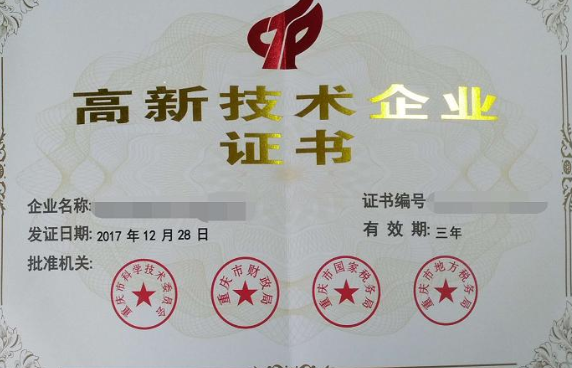 高新技术企业
证书
企业名称:
证书编号
发证日期: 2017 年 12 月 28 日
有 效 期: 三年
批准机关:
重庆市科学技术委员会
重庆市财政局
重庆市国家税务局
重庆市地方税务局